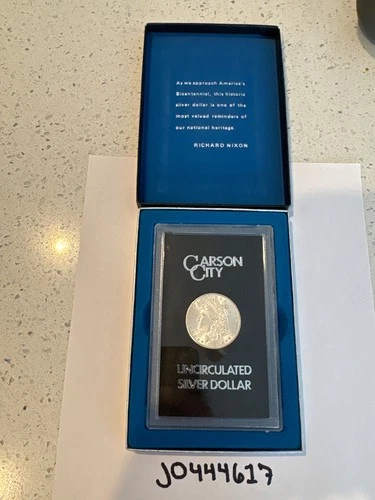 As we approach America's
Bicentennial, this historic
silver dollar is one of the
most valued reminders of
our national heritage.
RICHARD NIXON
CARSON
CITY
UNCIRCULATED
SILVER DOLLAR
JO444617